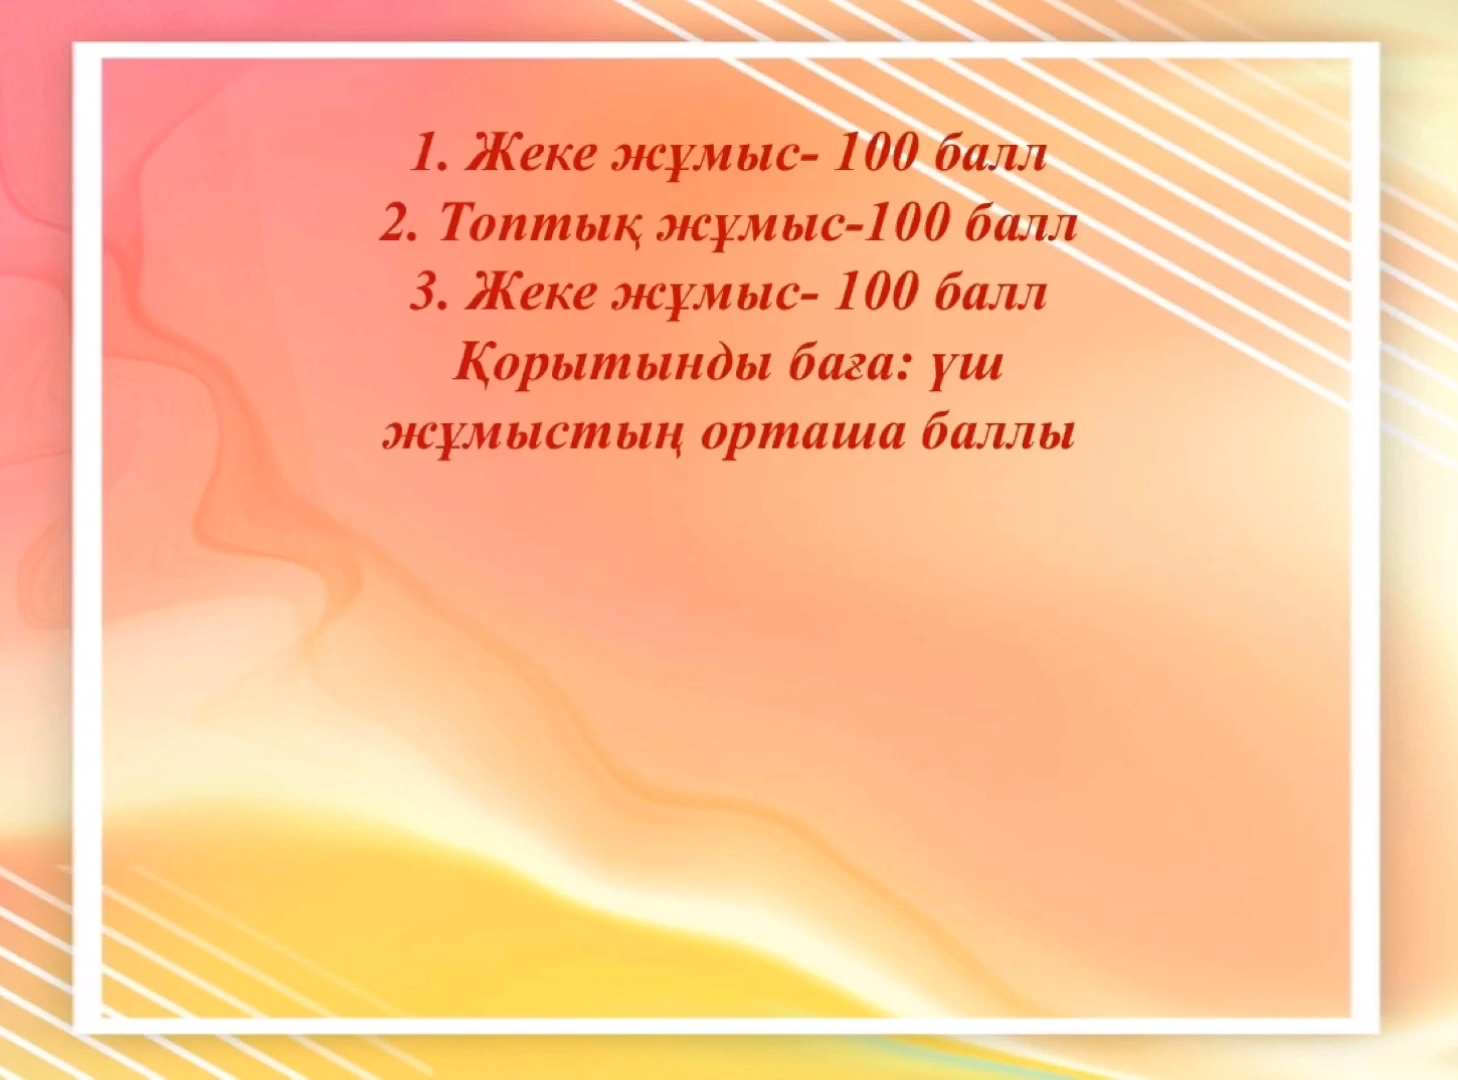 1. Жеке жұмыс- 100 балл
2. Топтық жұмыс-100 балл
3. Жеке жұмыс- 100 балл
Қорытынды баға: үш
жұмыстың орташа баллы